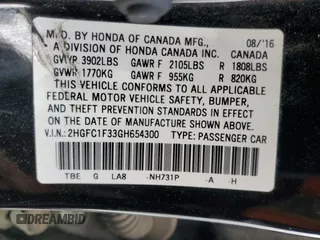 MFD. BY HONDA OF CANADA MFG., 08/'16
A DIVISION OF HONDA CANADA INC. CANADA
GVWR 3902LBS GAWR F 2105LBS R 1808LBS
GVWR 1770KG GAWR F 955KG R 820KG
THIS VEHICLE CONFORMS TO ALL APPLICABLE
FEDERAL MOTOR VEHICLE SAFETY, BUMPER,
AND THEFT PREVENTION STANDARDS IN EFFECT
ON THE DATE OF MANUFACTURE SHOWN ABOVE.
V.I.N.: 2HGFC1F33GH654300 TYPE: PASSENGER CAR
TBE G LA8 -NH731P -A -H
DREAMBID